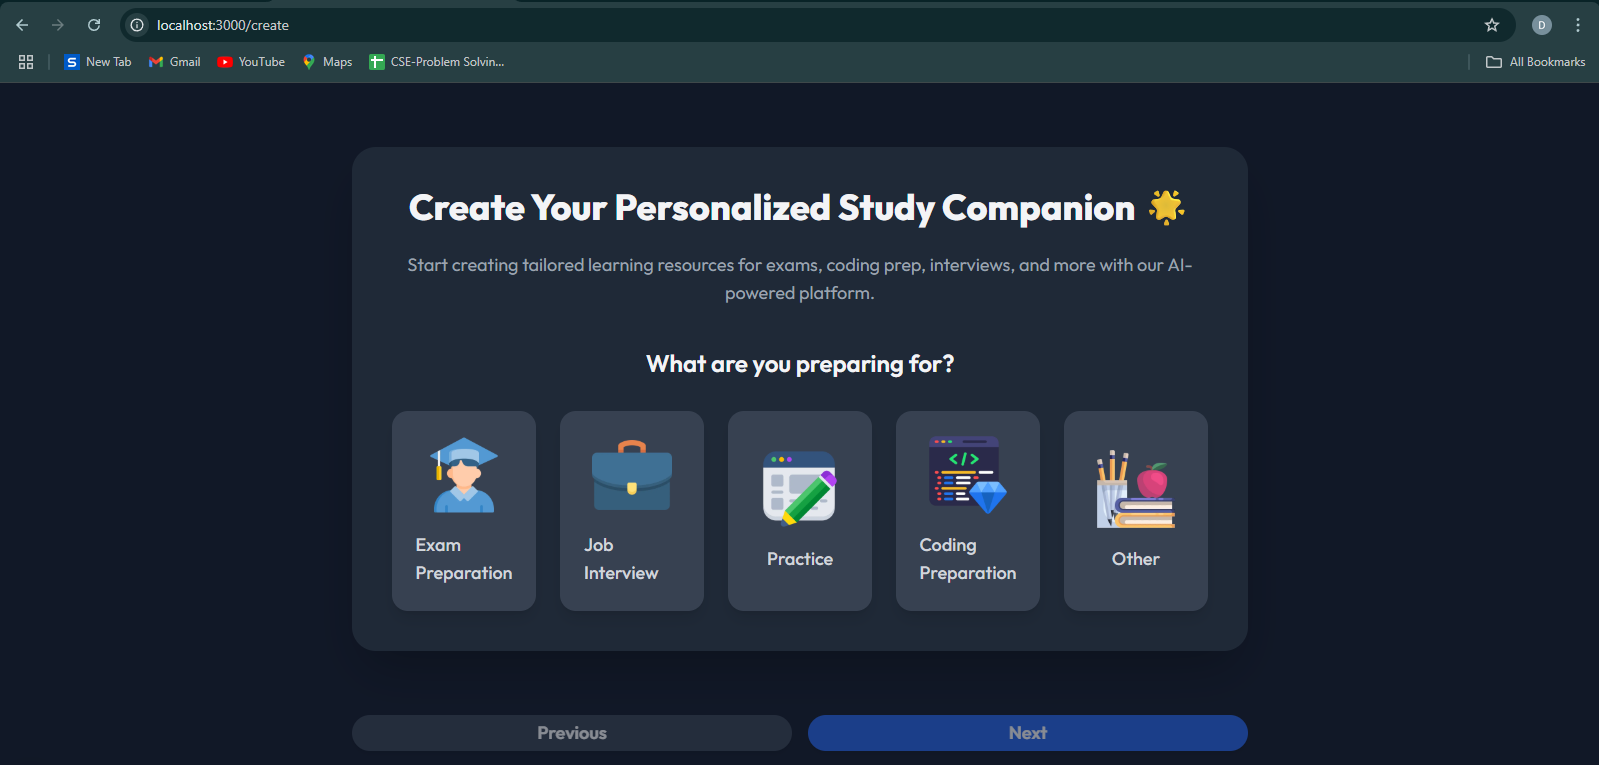 localhost:3000/create
D
S New Tab Gmail YouTube Maps CSE-Problem Solvin... All Bookmarks
Create Your Personalized Study Companion 🌟
Start creating tailored learning resources for exams, coding prep, interviews, and more with our AI-
powered platform.
What are you preparing for?
</>
Exam
Preparation
Job
Interview
Practice
Coding
Preparation
Other
Previous
Next